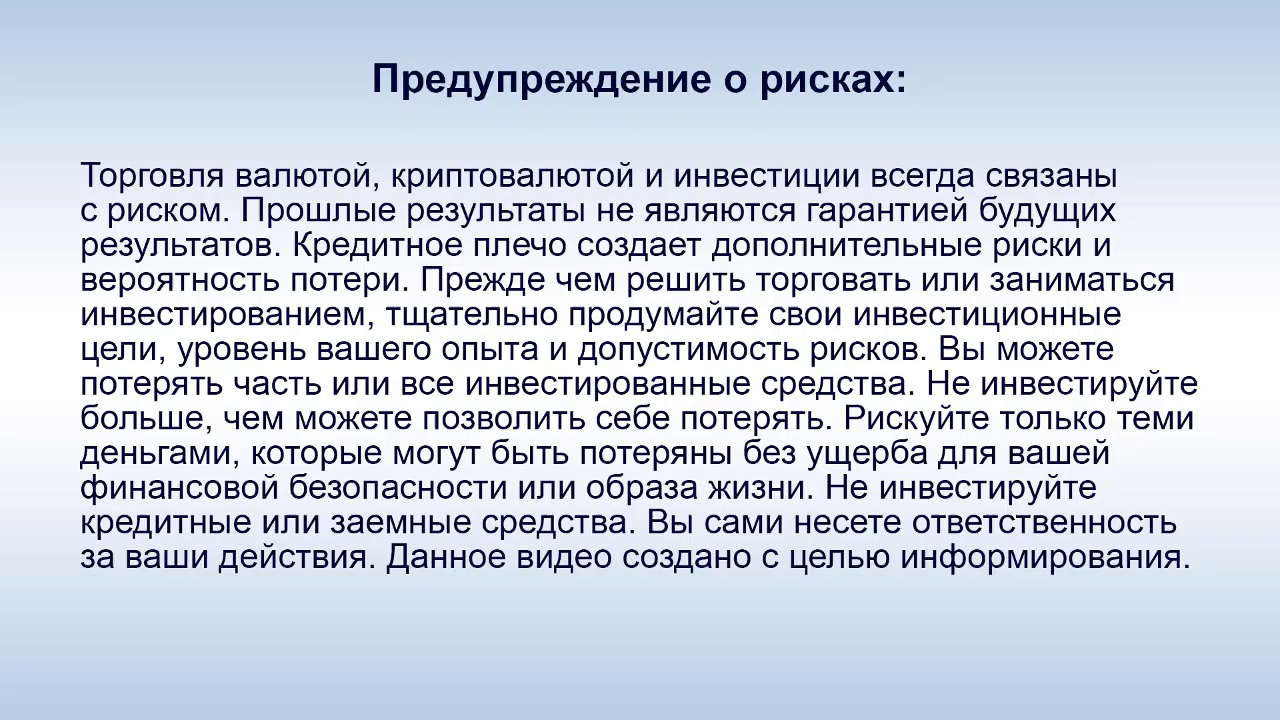 Предупреждение о рисках:
Торговля валютой, криптовалютой и инвестиции всегда связаны
с риском. Прошлые результаты не являются гарантией будущих
результатов. Кредитное плечо создает дополнительные риски и
вероятность потери. Прежде чем решить торговать или заниматься
инвестированием, тщательно продумайте свои инвестиционные
цели, уровень вашего опыта и допустимость рисков. Вы можете
потерять часть или все инвестированные средства. Не инвестируйте
больше, чем можете позволить себе потерять. Рискуйте только теми
деньгами, которые могут быть потеряны без ущерба для вашей
финансовой безопасности или образа жизни. Не инвестируйте
кредитные или заемные средства. Вы сами несете ответственность
за ваши действия. Данное видео создано с целью информирования.